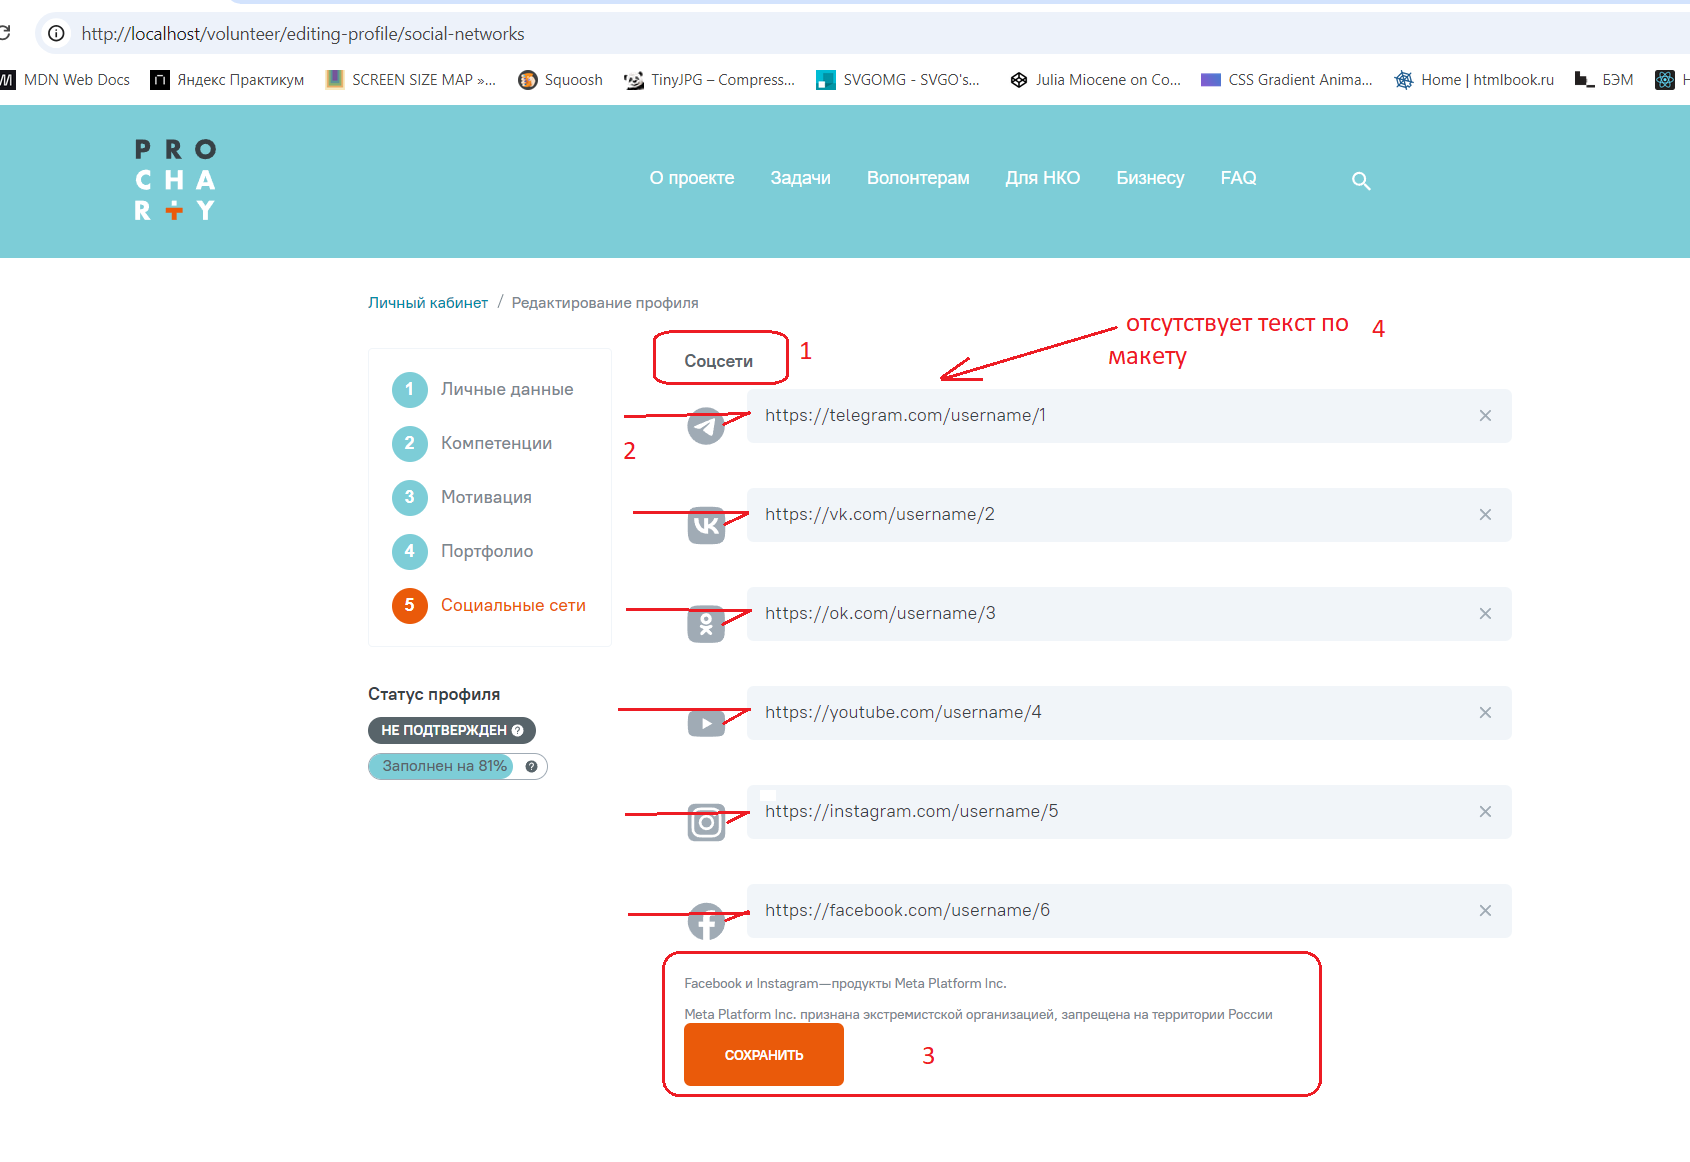 http://localhost/volunteer/editing-profile/social-networks
MDN Web Docs Яндекс Практикум SCREEN SIZE MAP »... Squoosh TinyJPG – Compress... SVGOMG - SVGO's... Julia Miocene on Co... CSS Gradient Anima... Home | htmlbook.ru БЭМ
P R O
C H A
R + Y
О проекте Задачи Волонтерам Для НКО Бизнесу FAQ
Личный кабинет / Редактирование профиля
отсутствует текст по 4
макету
Соцсети 1
1 Личные данные
2 Компетенции
3 Мотивация
4 Портфолио
5 Социальные сети
Статус профиля
НЕ ПОДТВЕРЖДЕН ?
Заполнен на 81% ?
https://telegram.com/username/1
2
https://vk.com/username/2
https://ok.com/username/3
https://youtube.com/username/4
https://instagram.com/username/5
https://facebook.com/username/6
Facebook и Instagram—продукты Meta Platform Inc.
Meta Platform Inc. признана экстремистской организацией, запрещена на территории России
СОХРАНИТЬ 3